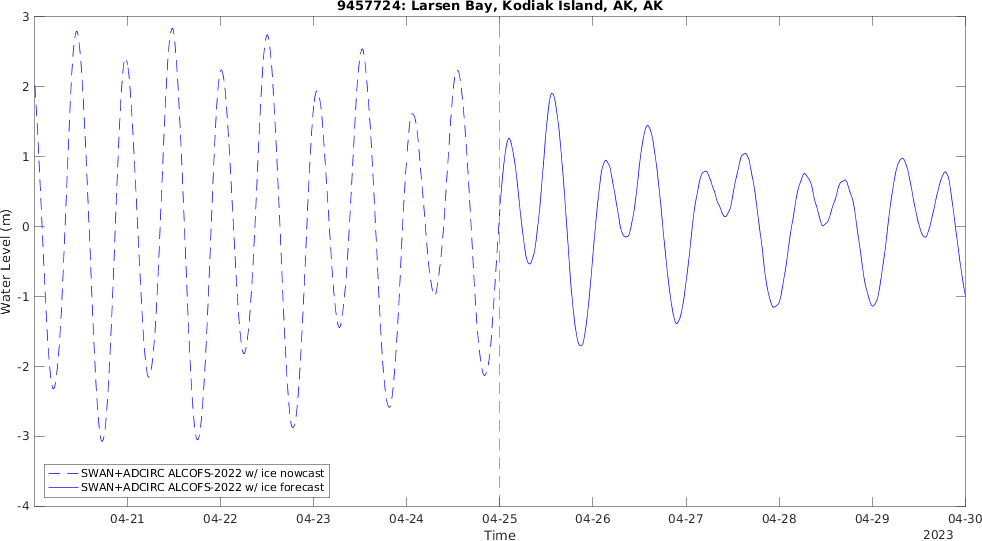 9457724: Larsen Bay, Kodiak Island, AK, AK
Water Level (m)
3
2
1
0
-1
-2
-3
-4
SWAN+ADCIRC ALCOFS-2022 w/ ice nowcast
SWAN+ADCIRC ALCOFS-2022 w/ ice forecast
04-21 04-22 04-23 04-24 04-25 04-26 04-27 04-28 04-29 04-30
Time
2023